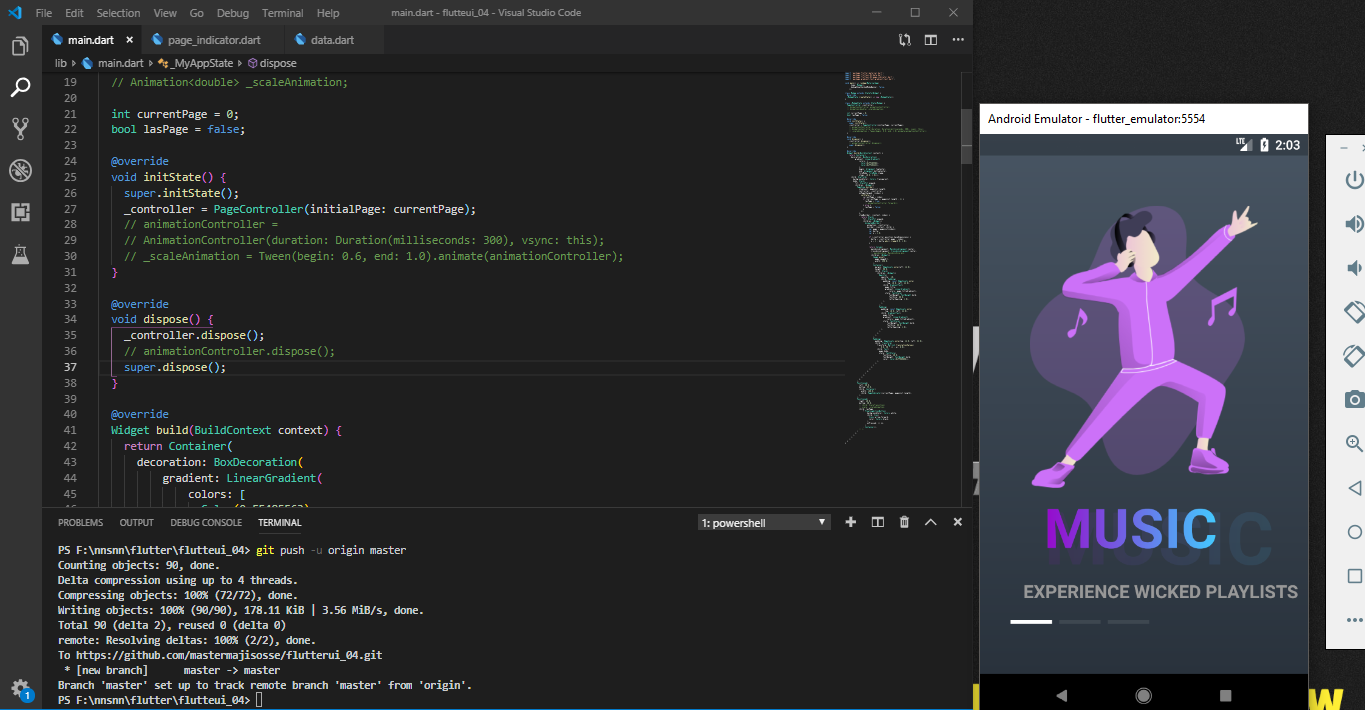 File Edit Selection View Go Debug Terminal Help main.dart - flutteui_04 - Visual Studio Code
main.dart page_indicator.dart data.dart
lib main.dart _MyAppState dispose
19 // Animation<double> _scaleAnimation;
20
21 int currentPage = 0;
22 bool lasPage = false;
23
24 @override
25 void initState() {
26 super.initState();
27 _controller = PageController(initialPage: currentPage);
28 // animationController =
29 // AnimationController(duration: Duration(milliseconds: 300), vsync: this);
30 // _scaleAnimation = Tween(begin: 0.6, end: 1.0).animate(animationController);
31 }
32
33 @override
34 void dispose() {
35 _controller.dispose();
36 // animationController.dispose();
37 super.dispose();
38 }
39
40 @override
41 Widget build(BuildContext context) {
42 return Container(
43 decoration: BoxDecoration(
44 gradient: LinearGradient(
45 colors: [
PROBLEMS OUTPUT DEBUG CONSOLE TERMINAL 1: powershell
PS F:\nnsnn\flutter\flutteui_04> git push -u origin master
Counting objects: 90, done.
Delta compression using up to 4 threads.
Compressing objects: 100% (72/72), done.
Writing objects: 100% (90/90), 178.11 KiB | 3.56 MiB/s, done.
Total 90 (delta 2), reused 0 (delta 0)
remote: Resolving deltas: 100% (2/2), done.
To https://github.com/mastermajisosse/flutterui_04.git
* [new branch] master -> master
Branch 'master' set up to track remote branch 'master' from 'origin'.
PS F:\nnsnn\flutter\flutteui_04>
1
Android Emulator - flutter_emulator:5554
LTE 2:03
MUSIC
EXPERIENCE WICKED PLAYLISTS
W